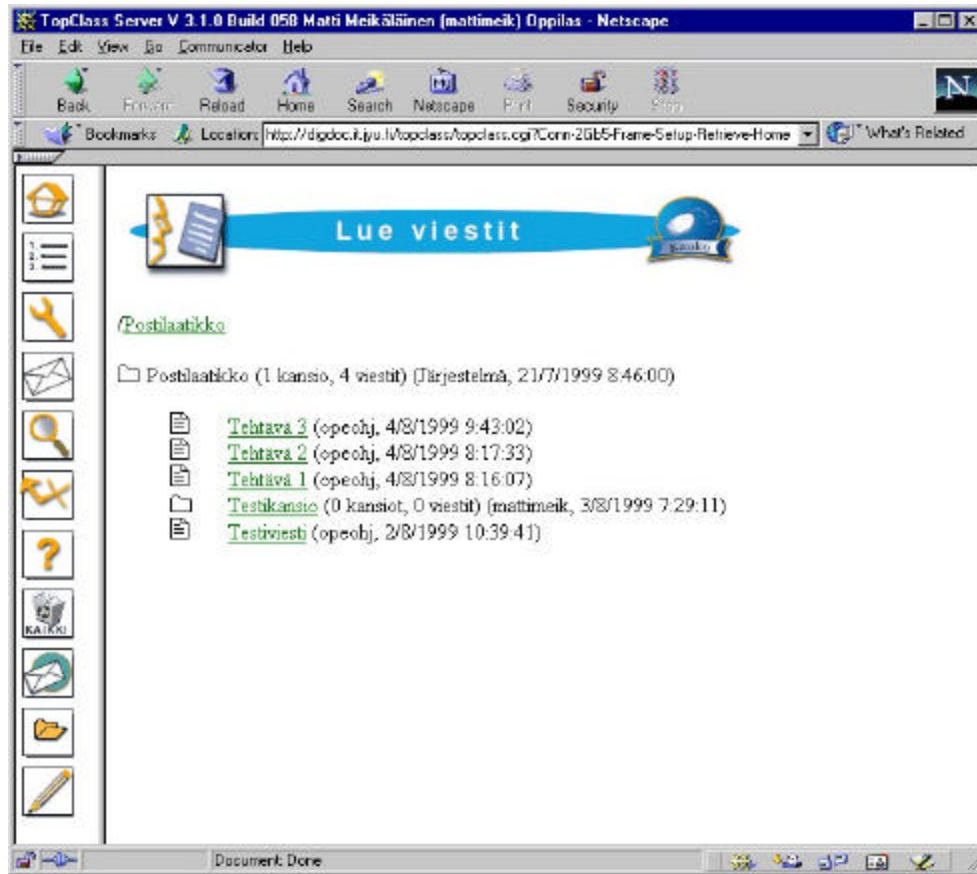 TopClass Server V 3.1.0 Build 058 Matti Meikäläinen (mattimeik) Oppilas - Netscape
File Edit View Go Communicator Help
Back Forward Reload Home Search Netscape Print Security Stop
N
Bookmarks Location: http://digdoc.it.jyu.fi/topclass/topclass.cgi?Conn-2Gb5-Frame-Setup-Retrieve-Home What's Related
Lue viestit
/Postilaatikko
Postilaatikko (1 kansio, 4 viestit) (Järjestelmä, 21/7/1999 8:46:00)
Tehtävä 3 (opeohj, 4/8/1999 9:43:02)
Tehtävä 2 (opeohj, 4/8/1999 8:17:33)
Tehtävä 1 (opeohj, 4/8/1999 8:16:07)
Testikansio (0 kansiot, 0 viestit) (mattimeik, 3/8/1999 7:29:11)
Testiviesti (opeohj, 2/8/1999 10:39:41)
1.
2.
3.
?
KAIKKI
Document: Done